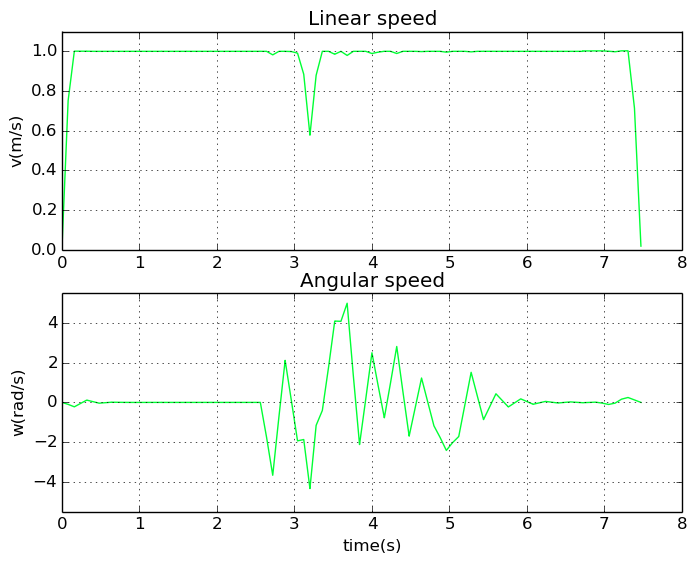 Linear speed
1.0
0.8
0.6
0.4
0.2
0.0
v(m/s)
0 1 2 3 4 5 6 7 8
Angular speed
4
2
0
−2
−4
w(rad/s)
0 1 2 3 4 5 6 7 8
time(s)